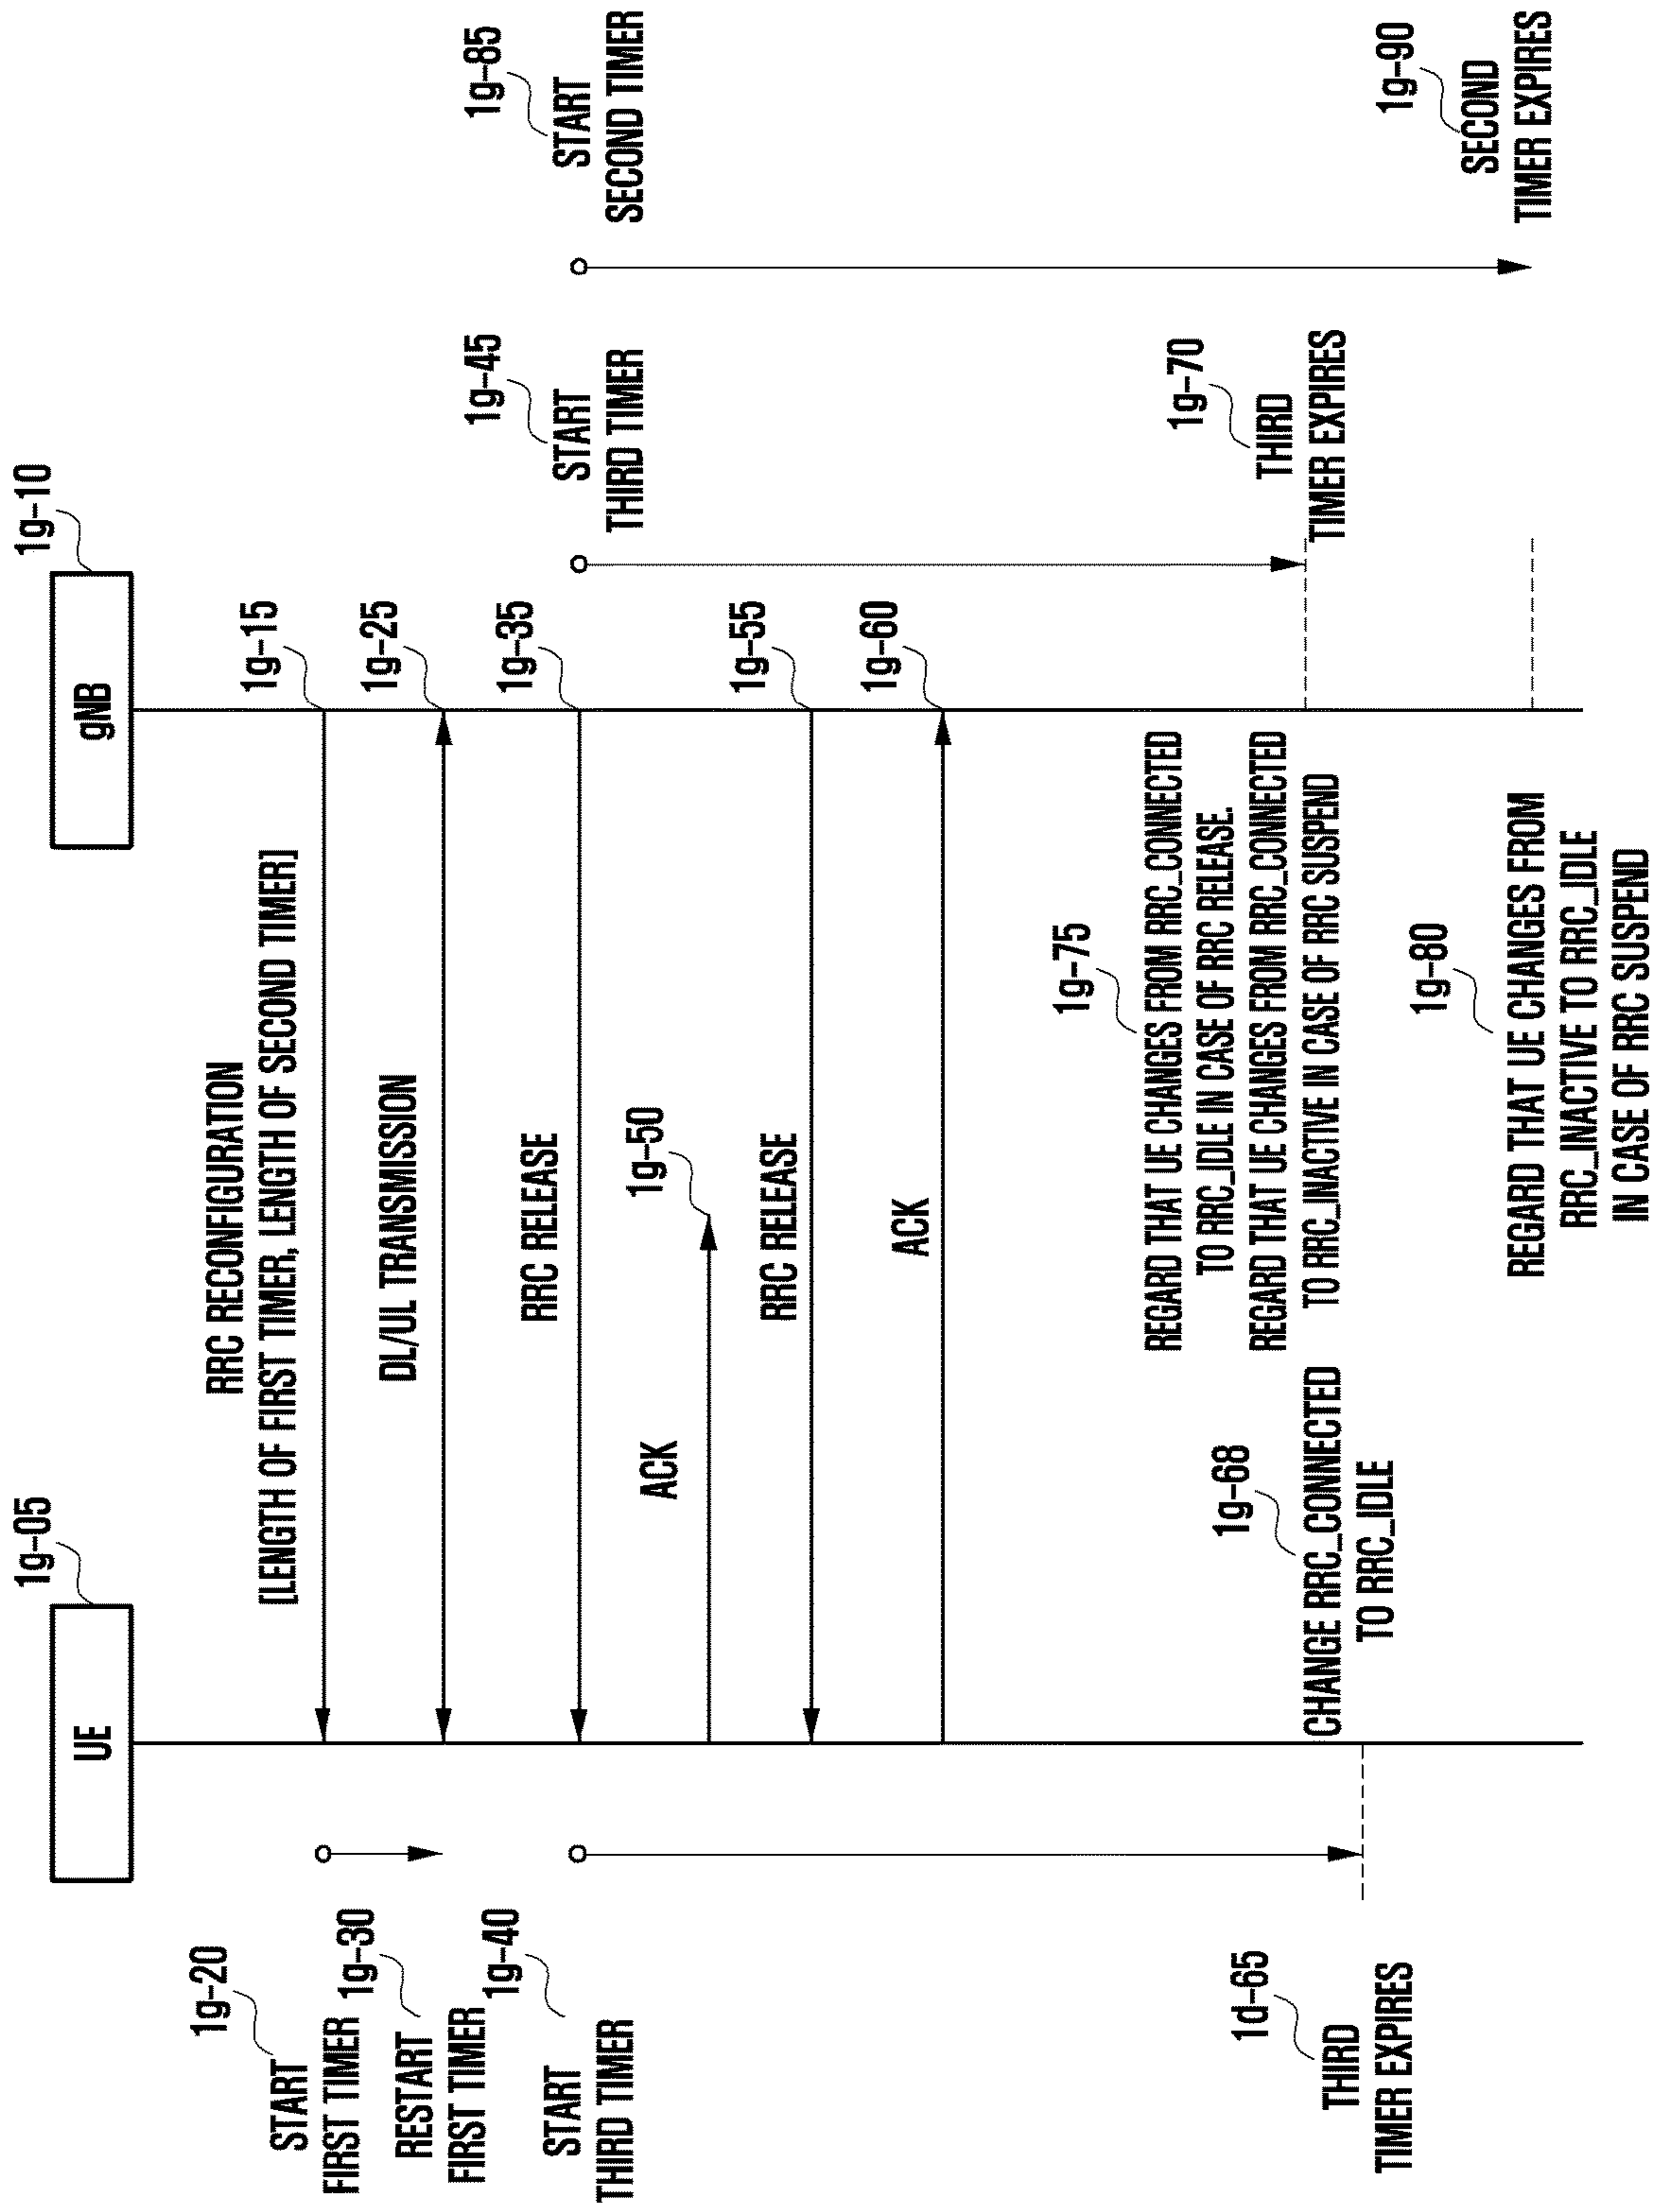 1g-05
UE
1g-10
gNB
RRC RECONFIGURATION
[LENGTH OF FIRST TIMER, LENGTH OF SECOND TIMER]
1g-15
1g-20
START
FIRST TIMER
DL/UL TRANSMISSION
1g-25
1g-30
RESTART
FIRST TIMER
RRC RELEASE
1g-35
1g-40
START
THIRD TIMER
1g-45
START
THIRD TIMER
1g-85
START
SECOND TIMER
ACK
1g-50
RRC RELEASE
1g-55
ACK
1g-60
1d-65
THIRD
TIMER EXPIRES
1g-68
CHANGE RRC_CONNECTED
TO RRC_IDLE
1g-75
REGARD THAT UE CHANGES FROM RRC_CONNECTED
TO RRC_IDLE IN CASE OF RRC RELEASE.
REGARD THAT UE CHANGES FROM RRC_CONNECTED
TO RRC_INACTIVE IN CASE OF RRC SUSPEND
1g-70
THIRD
TIMER EXPIRES
1g-80
REGARD THAT UE CHANGES FROM
RRC_INACTIVE TO RRC_IDLE
IN CASE OF RRC SUSPEND
1g-90
SECOND
TIMER EXPIRES